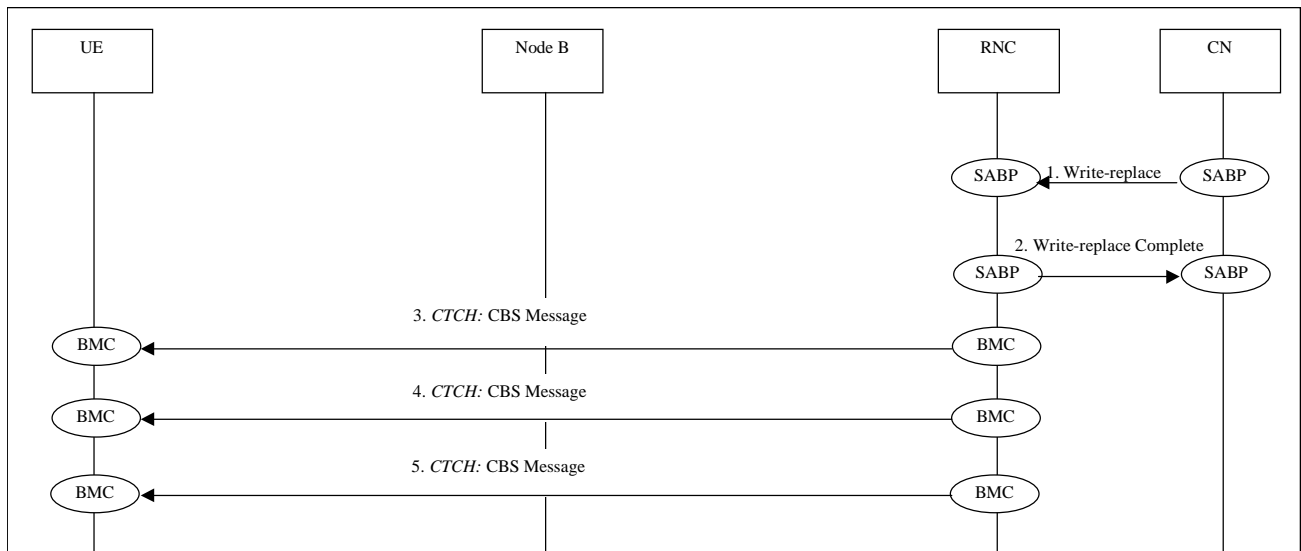 UE
Node B
RNC
CN
SABP
1. Write-replace
SABP
2. Write-replace Complete
SABP
SABP
3. CTCH: CBS Message
BMC
BMC
4. CTCH: CBS Message
BMC
BMC
5. CTCH: CBS Message
BMC
BMC